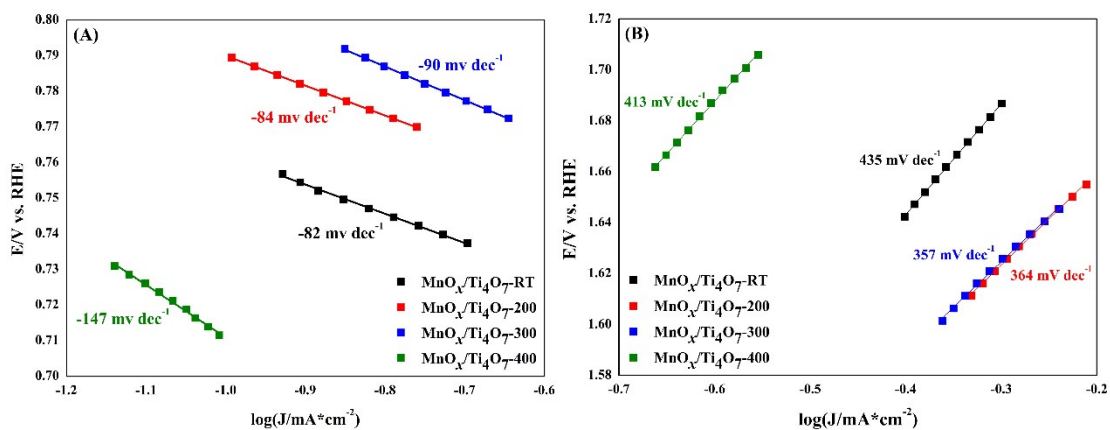 (A)
0.80
0.79
0.78
0.77
0.76
0.75
0.74
0.73
0.72
0.71
0.70
E/V vs. RHE
-90 mv dec-1
-84 mv dec-1
-82 mv dec-1
-147 mv dec-1
MnOx/Ti4O7-RT
MnOx/Ti4O7-200
MnOx/Ti4O7-300
MnOx/Ti4O7-400
-1.2 -1.1 -1.0 -0.9 -0.8 -0.7 -0.6
log(J/mA*cm-2)
(B)
1.72
1.70
1.68
1.66
1.64
1.62
1.60
1.58
E/V vs. RHE
413 mV dec-1
435 mV dec-1
357 mV dec-1
364 mV dec-1
MnOx/Ti4O7-RT
MnOx/Ti4O7-200
MnOx/Ti4O7-300
MnOx/Ti4O7-400
-0.7 -0.6 -0.5 -0.4 -0.3 -0.2
log(J/mA*cm-2)